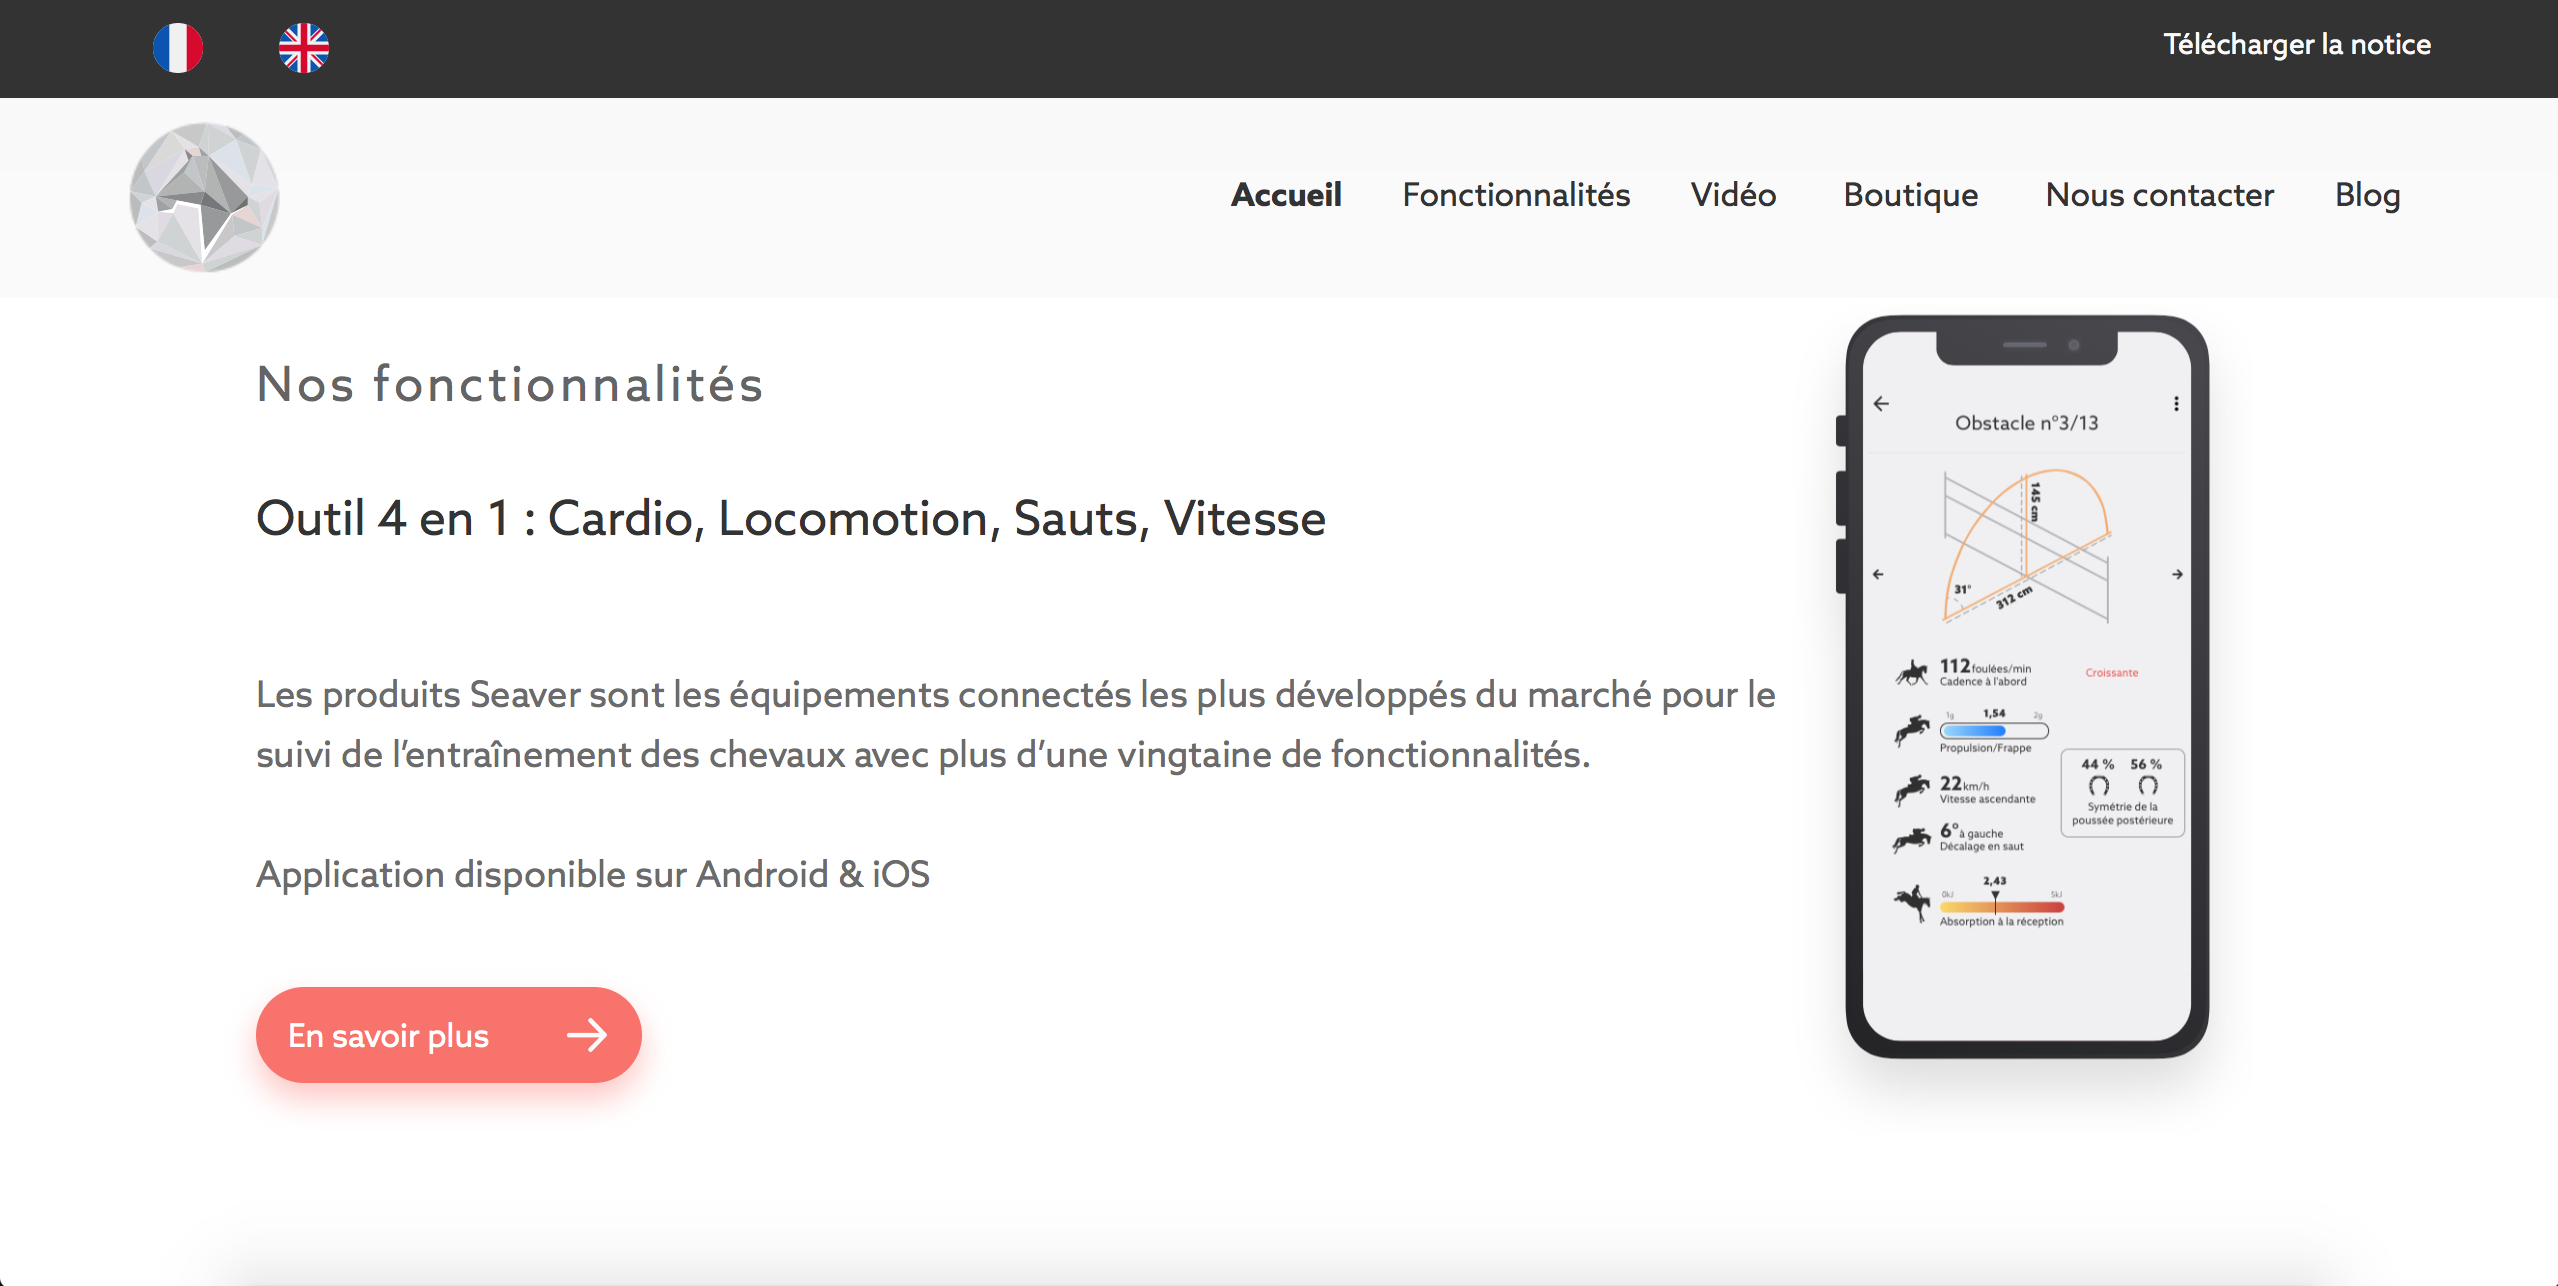 Télécharger la notice
Accueil Fonctionnalités Vidéo Boutique Nous contacter Blog
Nos fonctionnalités
Outil 4 en 1 : Cardio, Locomotion, Sauts, Vitesse
Les produits Seaver sont les équipements connectés les plus développés du marché pour le
suivi de l’entraînement des chevaux avec plus d’une vingtaine de fonctionnalités.
Application disponible sur Android & iOS
En savoir plus
Obstacle n°3/13
145 cm
31°
312 cm
112 foulées/min
Cadence à l'abord
Croissante
1g 1,54 2g
Propulsion/Frappe
22 km/h
Vitesse ascendante
44 % 56 %
Symétrie de la
poussée postérieure
6° à gauche
Décalage en saut
2,43
0kJ 5kJ
Absorption à la réception